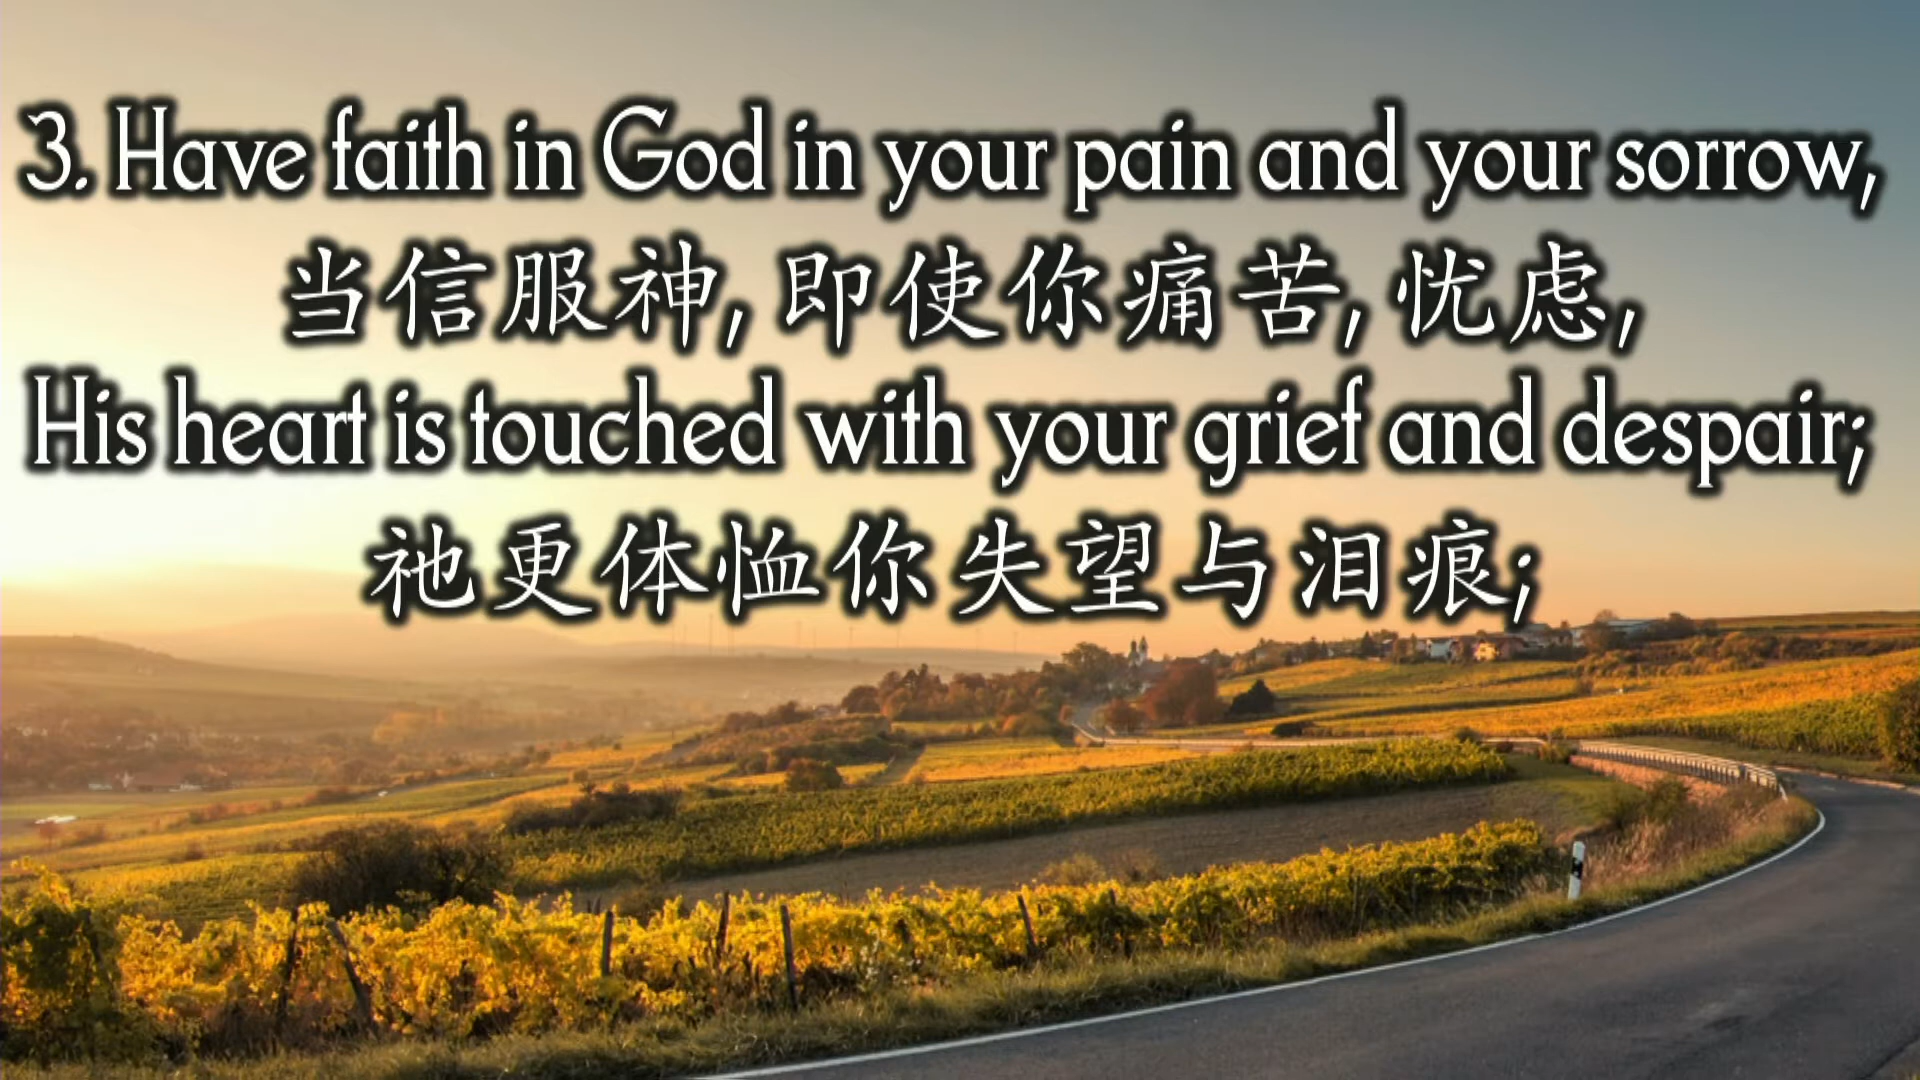 3. Have faith in God in your pain and your sorrow,
当信服神, 即使你痛苦, 忧虑,
His heart is touched with your grief and despair;
祂更体恤你失望与泪痕;